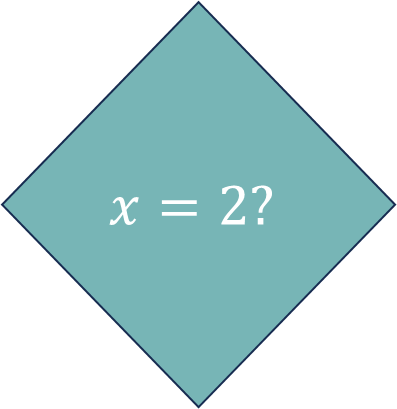 x = 2?